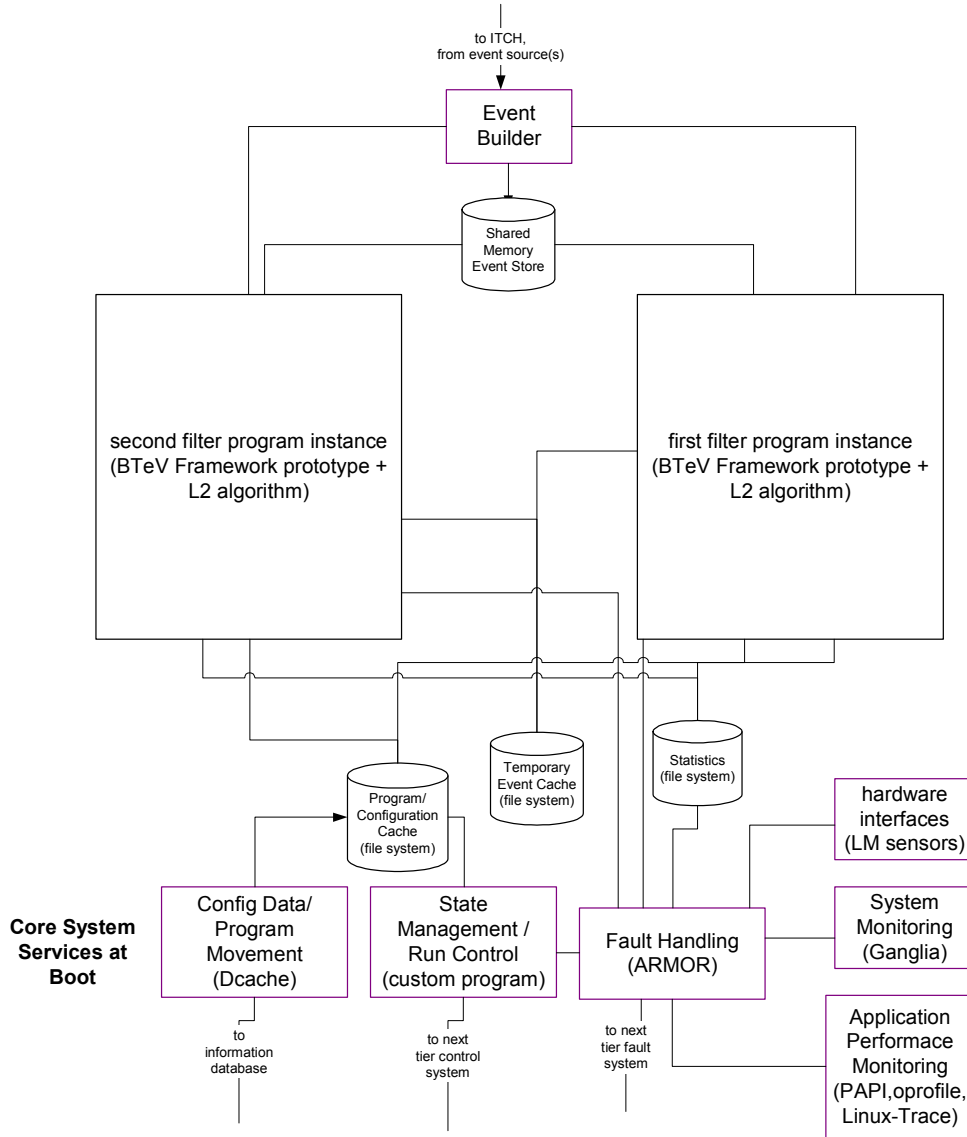 to ITCH,
from event source(s)
Event
Builder
Shared
Memory
Event Store
second filter program instance
(BTeV Framework prototype +
L2 algorithm)
first filter program instance
(BTeV Framework prototype +
L2 algorithm)
Program/
Configuration
Cache
(file system)
Temporary
Event Cache
(file system)
Statistics
(file system)
hardware
interfaces
(LM sensors)
Core System
Services at
Boot
Config Data/
Program
Movement
(Dcache)
State
Management /
Run Control
(custom program)
Fault Handling
(ARMOR)
System
Monitoring
(Ganglia)
to
information
database
to next
tier control
system
to next
tier fault
system
Application
Performace
Monitoring
(PAPI,oprofile,
Linux-Trace)